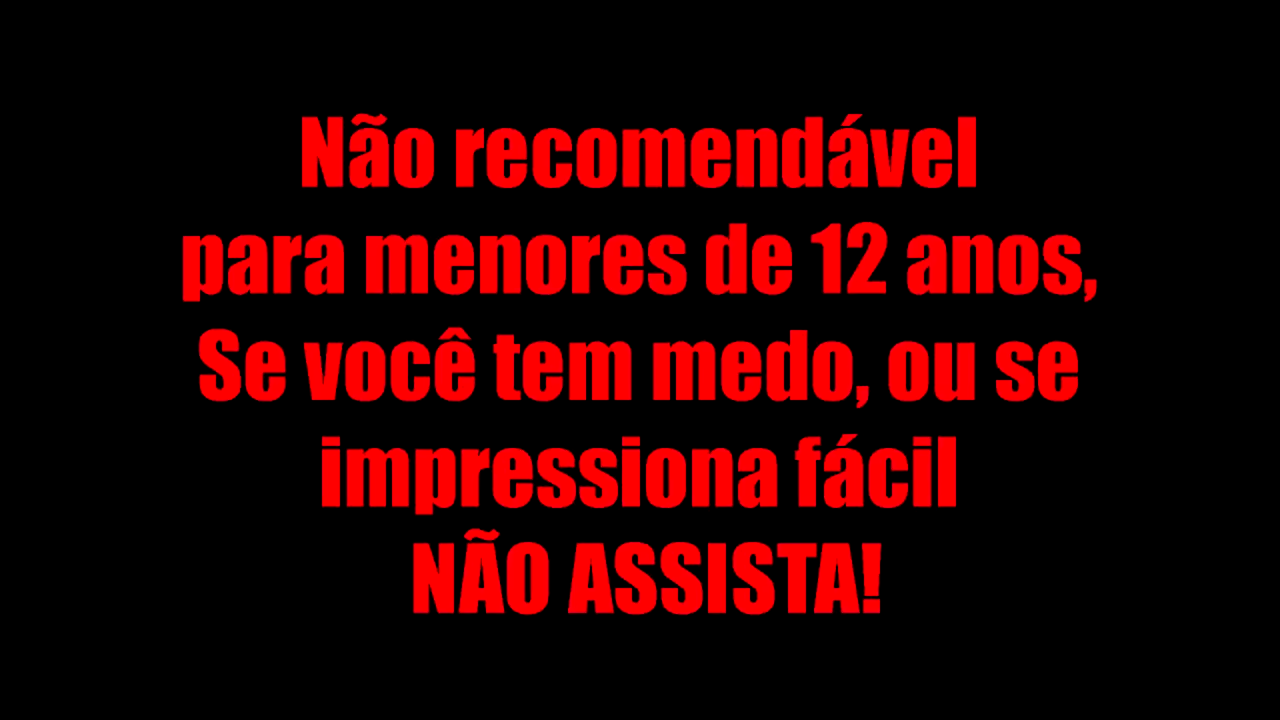 Não recomendável
para menores de 12 anos,
Se você tem medo, ou se
impressiona fácil
NÃO ASSISTA!